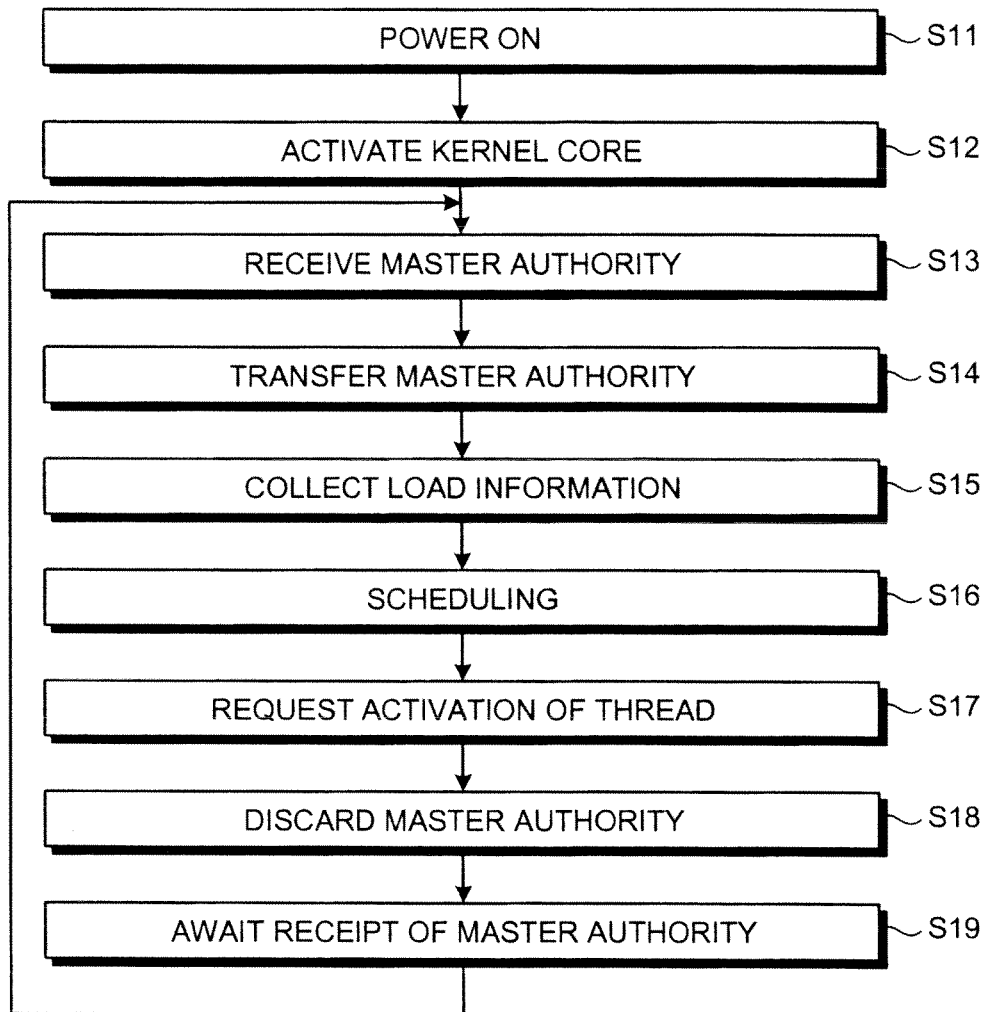 POWER ON S11
ACTIVATE KERNEL CORE S12
RECEIVE MASTER AUTHORITY S13
TRANSFER MASTER AUTHORITY S14
COLLECT LOAD INFORMATION S15
SCHEDULING S16
REQUEST ACTIVATION OF THREAD S17
DISCARD MASTER AUTHORITY S18
AWAIT RECEIPT OF MASTER AUTHORITY S19